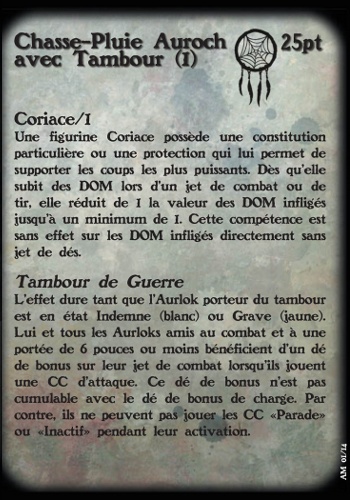 Chasse-Pluie Auroch
avec Tambour (1)
25pt
Coriace/1
Une figurine Coriace possède une constitution
particulière ou une protection qui lui permet de
supporter les coups les plus puissants. Dès qu'elle
subit des DOM lors d'un jet de combat ou de
tir, elle réduit de 1 la valeur des DOM infligés
jusqu'à un minimum de 1. Cette compétence est
sans effet sur les DOM infligés directement sans
jet de dés.
Tambour de Guerre
L'effet dure tant que l'Aurlok porteur du tambour
est en état Indemne (blanc) ou Grave (jaune).
Lui et tous les Aurloks amis au combat et à une
portée de 6 pouces ou moins bénéficient d'un dé
de bonus sur leur jet de combat lorsqu'ils jouent
une CC d'attaque. Ce dé de bonus n'est pas
cumulable avec le dé de bonus de charge. Par
contre, ils ne peuvent pas jouer les CC «Parade»
ou «Inactif» pendant leur activation.
AM 01/14